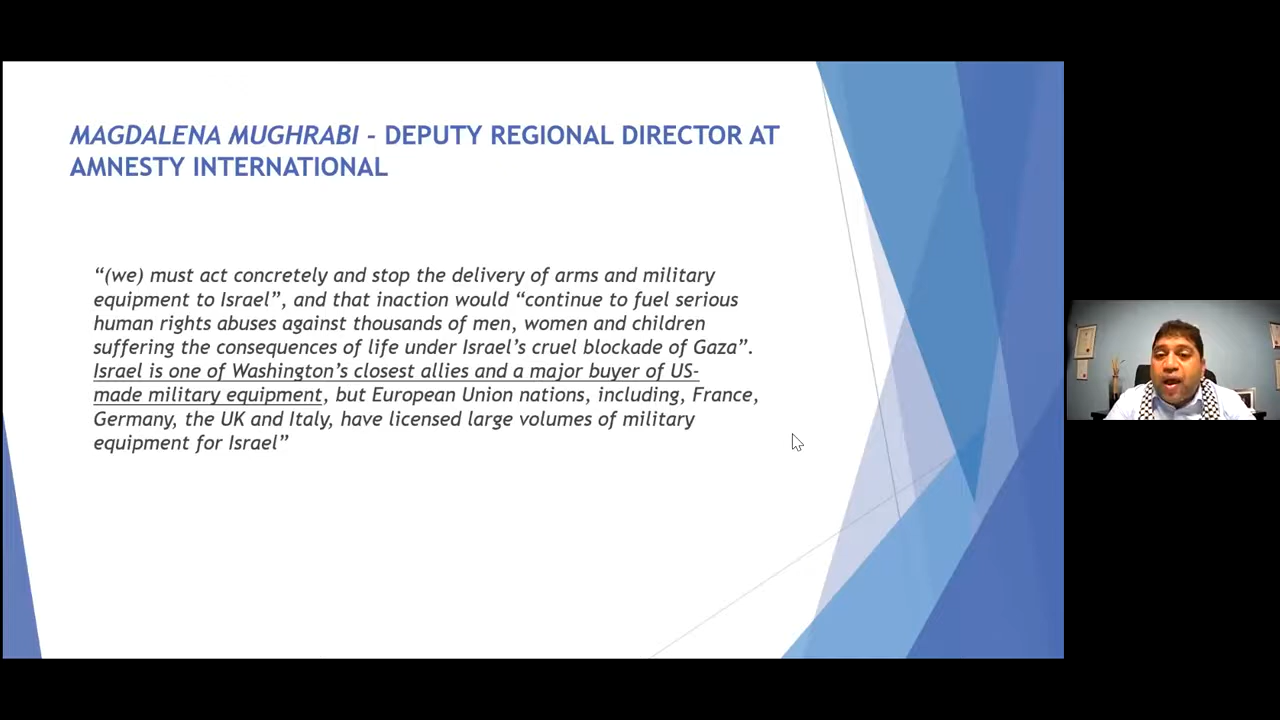 MAGDALENA MUGHRABI – DEPUTY REGIONAL DIRECTOR AT
AMNESTY INTERNATIONAL
“(we) must act concretely and stop the delivery of arms and military
equipment to Israel”, and that inaction would “continue to fuel serious
human rights abuses against thousands of men, women and children
suffering the consequences of life under Israel’s cruel blockade of Gaza”.
Israel is one of Washington’s closest allies and a major buyer of US-
made military equipment, but European Union nations, including, France,
Germany, the UK and Italy, have licensed large volumes of military
equipment for Israel”